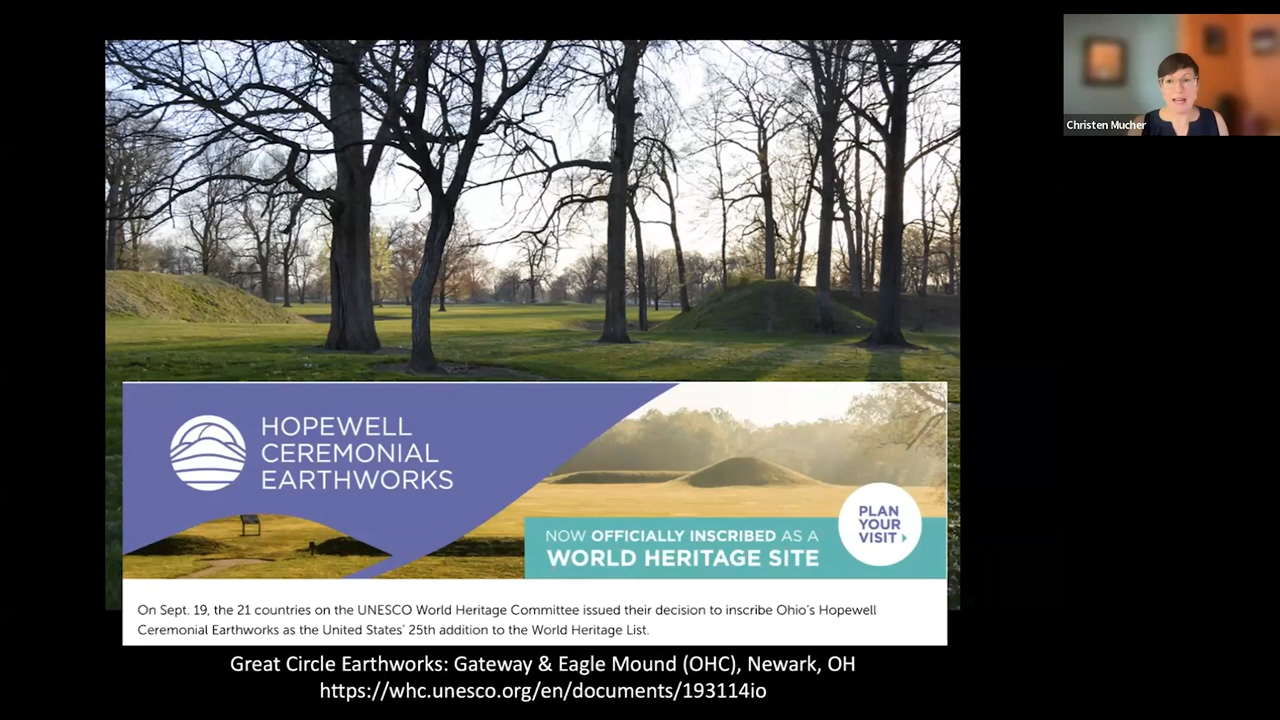 Christen Mucher
HOPEWELL
CEREMONIAL
EARTHWORKS
PLAN
YOUR
VISIT
NOW OFFICIALLY INSCRIBED AS A
WORLD HERITAGE SITE
On Sept. 19, the 21 countries on the UNESCO World Heritage Committee issued their decision to inscribe Ohio's Hopewell
Ceremonial Earthworks as the United States' 25th addition to the World Heritage List.
Great Circle Earthworks: Gateway & Eagle Mound (OHC), Newark, OH
https://whc.unesco.org/en/documents/193114io